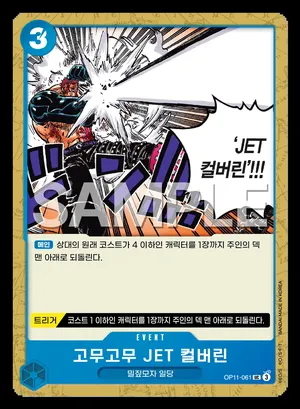 3
'JET
컬버린'!!!
SAMPLE
메인 상대의 원래 코스트가 4 이하인 캐릭터를 1장까지 주인의 덱
맨 아래로 되돌린다.
트리거 코스트 1 이하인 캐릭터를 1장까지 주인의 덱 맨 아래로 되돌린다.
EVENT
고무고무 JET 컬버린
밀짚모자 일당
OP11-061 UC 3